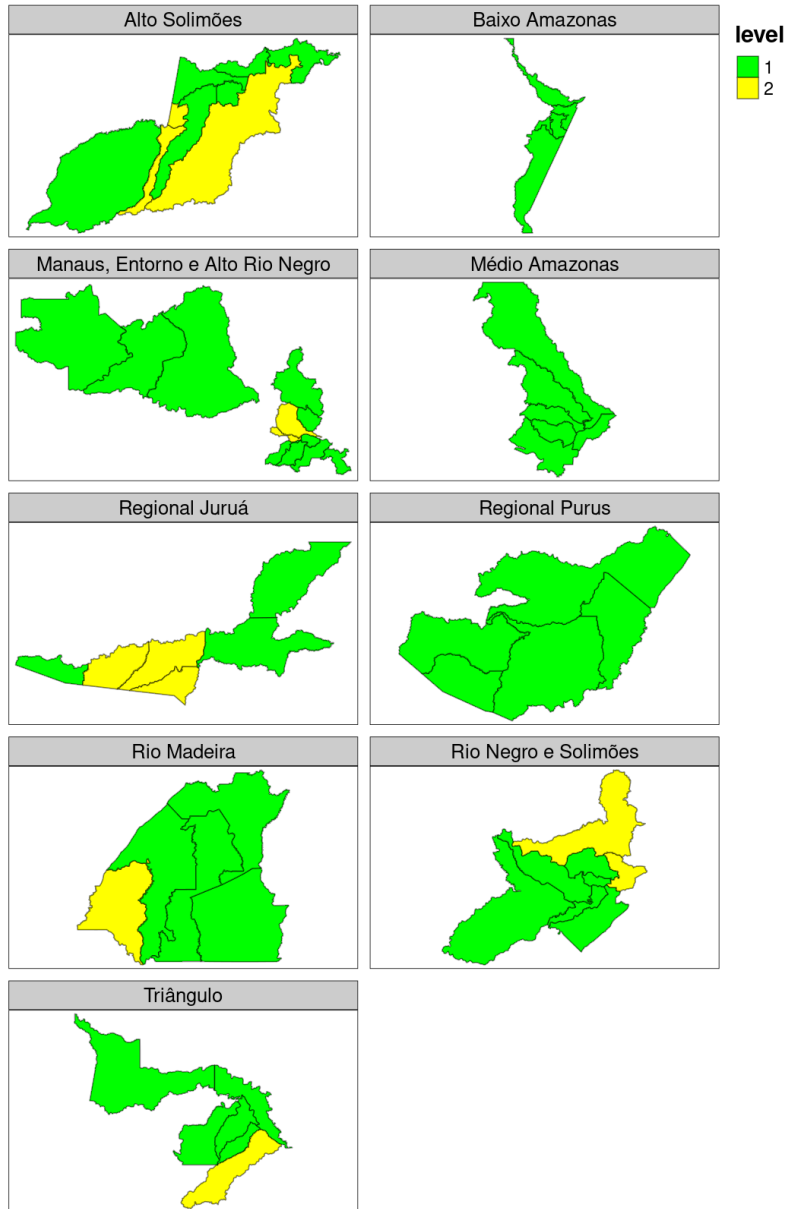 Alto Solimões
Baixo Amazonas
level
1
2
Manaus, Entorno e Alto Rio Negro
Médio Amazonas
Regional Juruá
Regional Purus
Rio Madeira
Rio Negro e Solimões
Triângulo